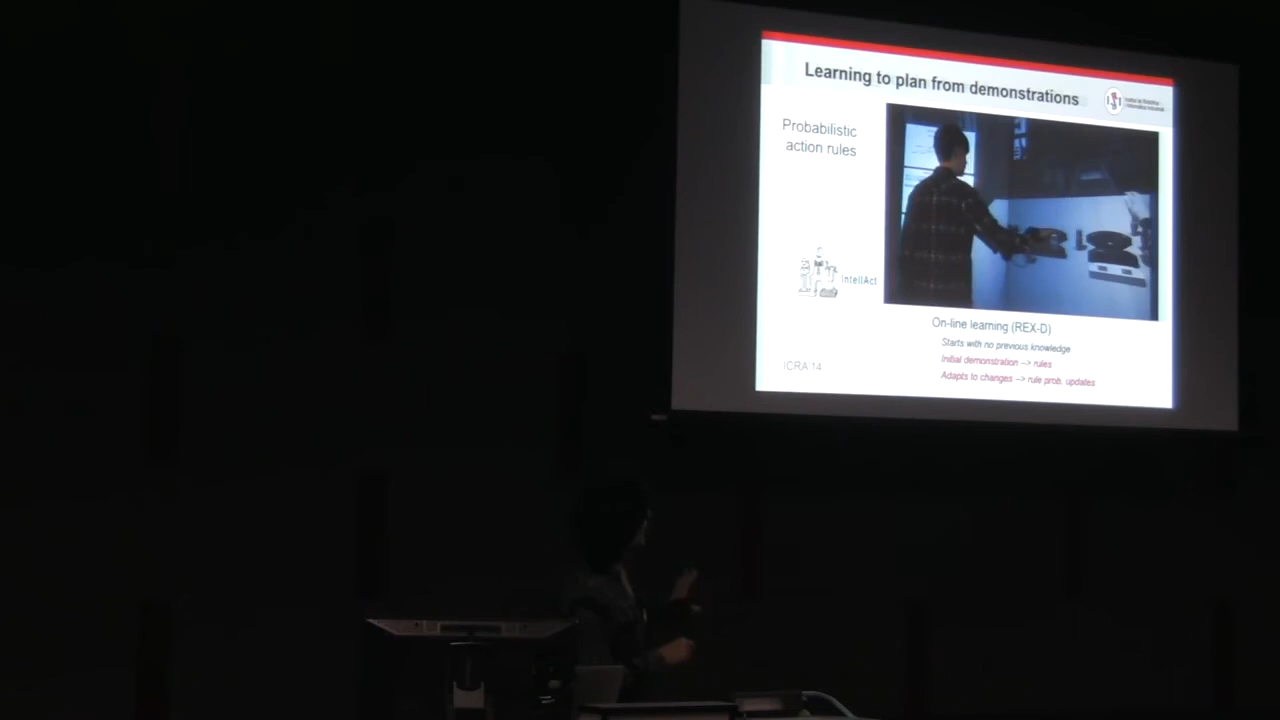 Learning to plan from demonstrations
Probabilistic
action rules
IntellAct
On-line learning (REX-D)
Starts with no previous knowledge
Initial demonstration --> rules
Adapts to changes --> rule prob. updates
ICRA'14